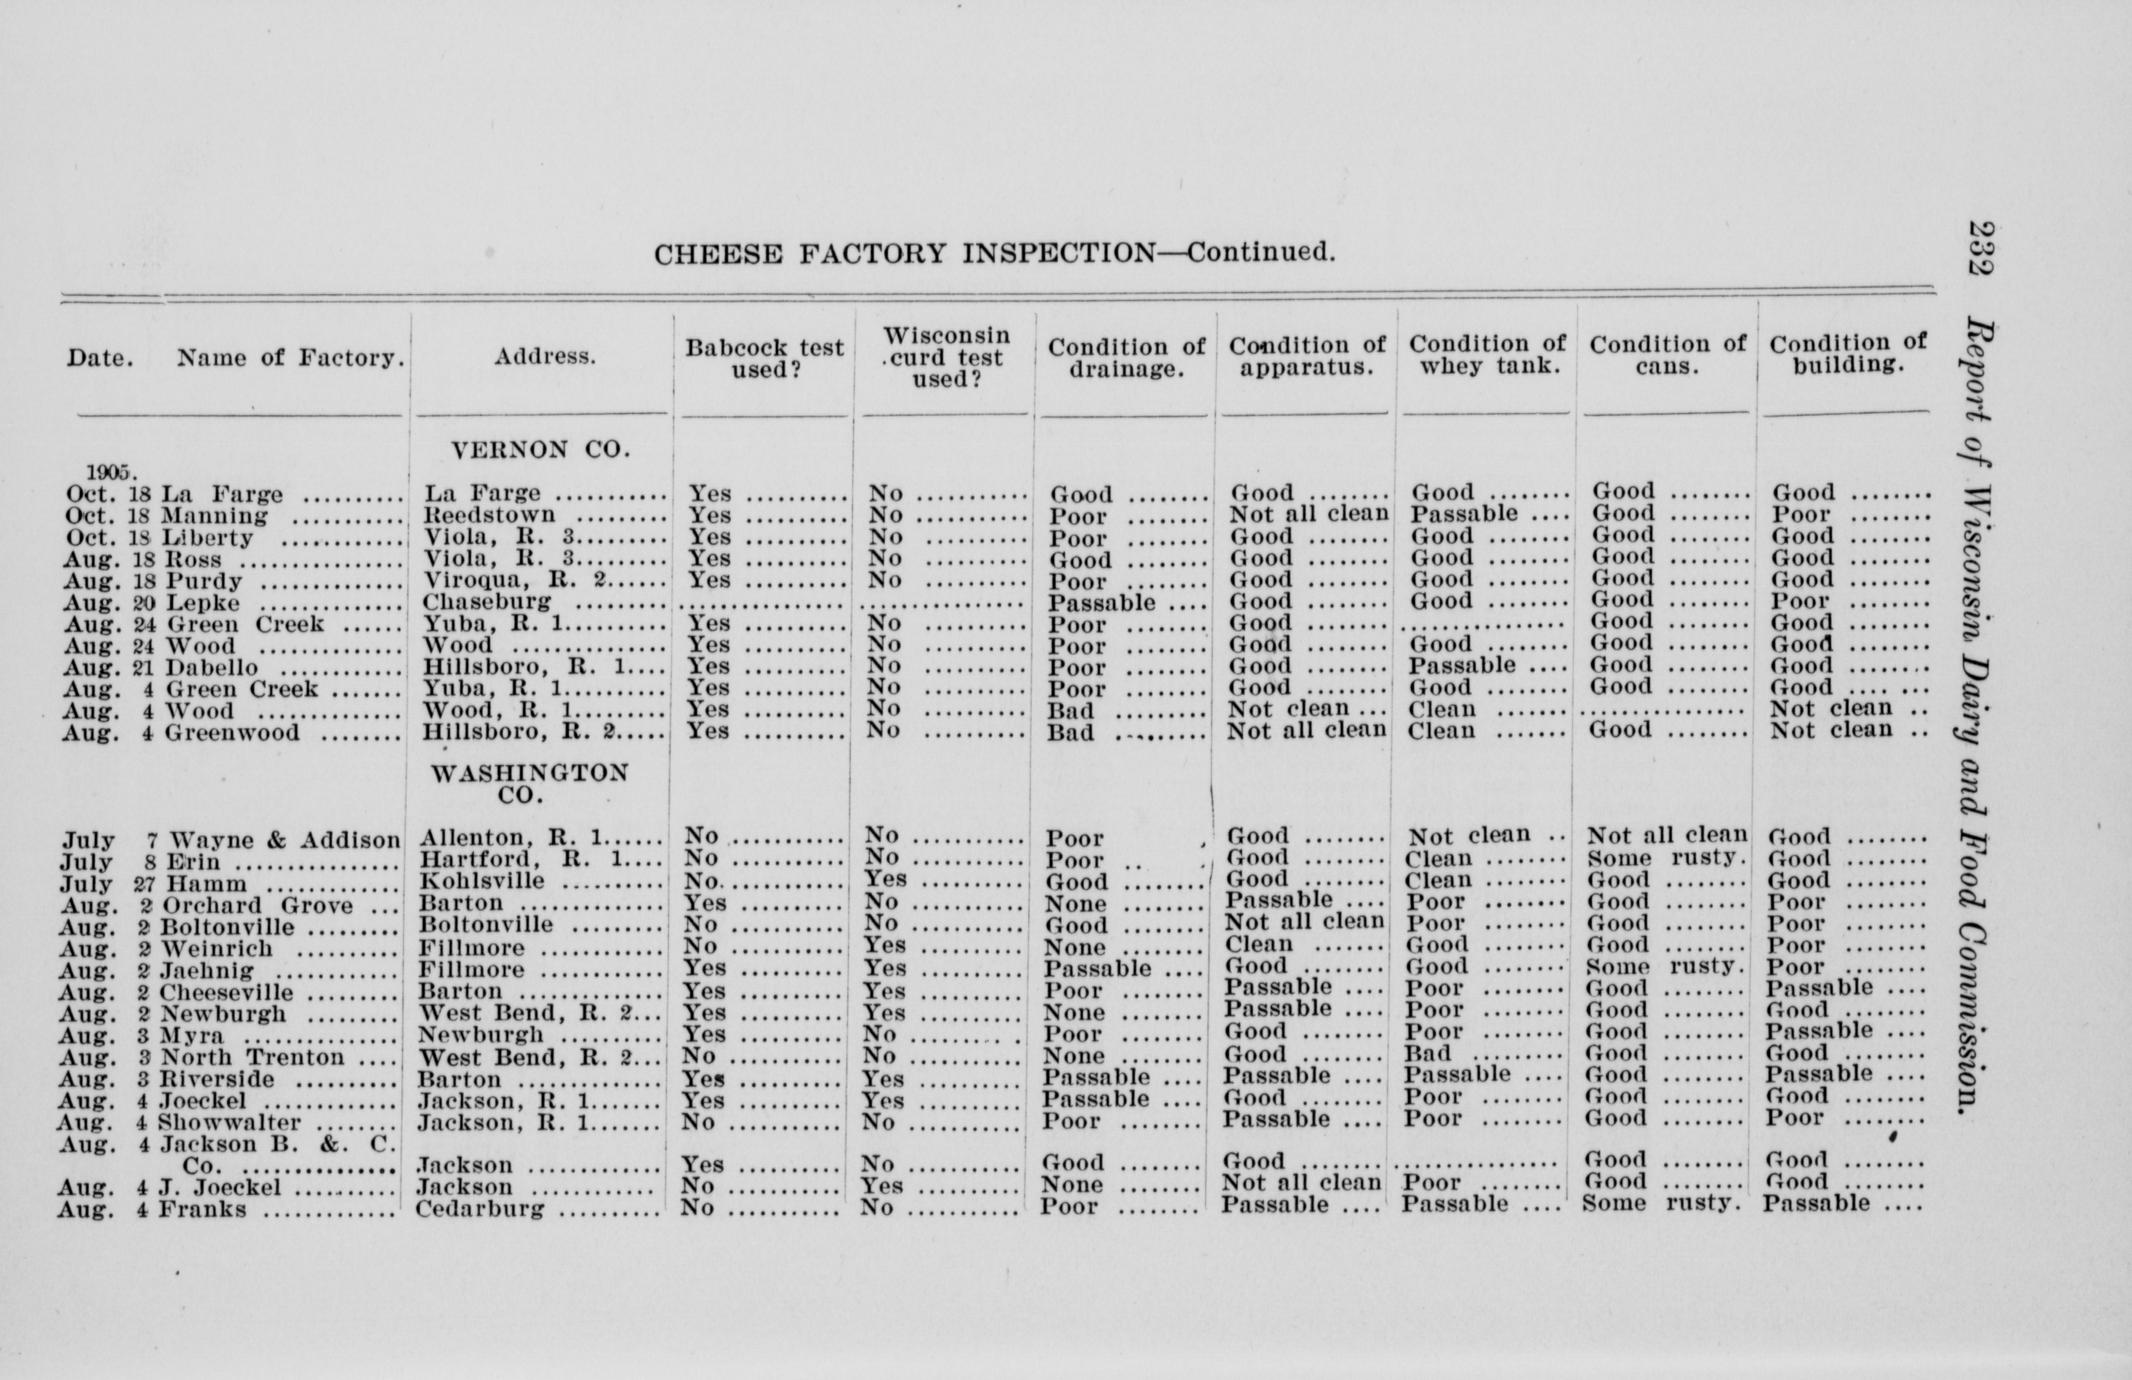 232 Report of Wisconsin Dairy and Food Commission.
CHEESE FACTORY INSPECTION—Continued.
Date. Name of Factory. Address. Babcock test used? Wisconsin curd test used? Condition of drainage. Condition of apparatus. Condition of whey tank. Condition of cans. Condition of building.
VERNON CO.
1905.
Oct. 18 La Farge .......... La Farge ........... Yes .......... No ........... Good ........ Good ........ Good ........ Good ........ Good ........
Oct. 18 Manning ........... Reedstown ......... Yes .......... No ........... Poor ........ Not all clean Passable .... Good ........ Poor ........
Oct. 18 Liberty ............ Viola, R. 3......... Yes .......... No .......... Poor ........ Good ........ Good ........ Good ........ Good ........
Aug. 18 Ross ................ Viola, R. 3......... Yes .......... No .......... Good ........ Good ........ Good ........ Good ........ Good ........
Aug. 18 Purdy .............. Viroqua, R. 2...... Yes .......... No .......... Poor ........ Good ........ Good ........ Good ........ Good ........
Aug. 20 Lepke .............. Chaseburg ......... ................ ................ Passable .... Good ........ Good ........ Good ........ Poor ........
Aug. 24 Green Creek ...... Yuba, R. 1.......... Yes .......... No .......... Poor ........ Good ........ ................ Good ........ Good ........
Aug. 24 Wood .............. Wood ............... Yes .......... No .......... Poor ........ Good ........ Good ........ Good ........ Good ........
Aug. 21 Dabello ............ Hillsboro, R. 1.... Yes .......... No .......... Poor ........ Good ........ Passable .... Good ........ Good ........
Aug. 4 Green Creek ....... Yuba, R. 1.......... Yes .......... No .......... Poor ........ Good ........ Good ........ Good ........ Good .... ...
Aug. 4 Wood .............. Wood, R. 1......... Yes .......... No .......... Bad ......... Not clean ... Clean ....... ................ Not clean ..
Aug. 4 Greenwood ........ Hillsboro, R. 2..... Yes .......... No .......... Bad ......... Not all clean Clean ....... Good ........ Not clean ..
WASHINGTON
CO.
July 7 Wayne & Addison Allenton, R. 1...... No ........... No ........... Poor Good ........ Not clean .. Not all clean Good ........
July 8 Erin ................ Hartford, R. 1.... No ........... No ........... Poor .. Good ........ Clean ........ Some rusty. Good ........
July 27 Hamm ............. Kohlsville .......... No............ Yes .......... Good ........ Good ........ Clean ........ Good ........ Good ........
Aug. 2 Orchard Grove ... Barton .............. Yes .......... No ........... None ........ Passable .... Poor ........ Good ........ Poor ........
Aug. 2 Boltonville ......... Boltonville ......... No ........... No ........... Good ........ Not all clean Poor ........ Good ........ Poor ........
Aug. 2 Weinrich .......... Fillmore ............ No ........... Yes .......... None ........ Clean ....... Good ........ Good ........ Poor ........
Aug. 2 Jaehnig ............ Fillmore ............ Yes .......... Yes .......... Passable .... Good ........ Good ........ Some rusty. Poor ........
Aug. 2 Cheeseville ......... Barton .............. Yes .......... Yes .......... Poor ........ Passable .... Poor ........ Good ........ Passable ....
Aug. 2 Newburgh ......... West Bend, R. 2... Yes .......... Yes .......... None ........ Passable .... Poor ........ Good ........ Good ........
Aug. 3 Myra ............... Newburgh .......... Yes .......... No .......... Poor ........ Good ........ Poor ........ Good ........ Passable ....
Aug. 3 North Trenton .... West Bend, R. 2... No ........... No ........... None ........ Good ........ Bad ......... Good ........ Good ........
Aug. 3 Riverside .......... Barton .............. Yes .......... Yes .......... Passable .... Passable .... Passable .... Good ........ Passable ....
Aug. 4 Joeckel ............. Jackson, R. 1....... Yes .......... Yes .......... Passable .... Good ........ Poor ........ Good ........ Good ........
Aug. 4 Showwalter ........ Jackson, R. 1....... No ........... No ........... Poor ........ Passable .... Poor ........ Good ........ Poor ........
Aug. 4 Jackson B. &. C.
Co. ............... Jackson ............. Yes .......... No ........... Good ........ Good ........ ................ Good ........ Good ........
Aug. 4 J. Joeckel .......... Jackson ............ No ........... Yes .......... None ........ Not all clean Poor ........ Good ........ Good ........
Aug. 4 Franks ............. Cedarburg .......... No ........... No ........... Poor ........ Passable .... Passable .... Some rusty. Passable ....